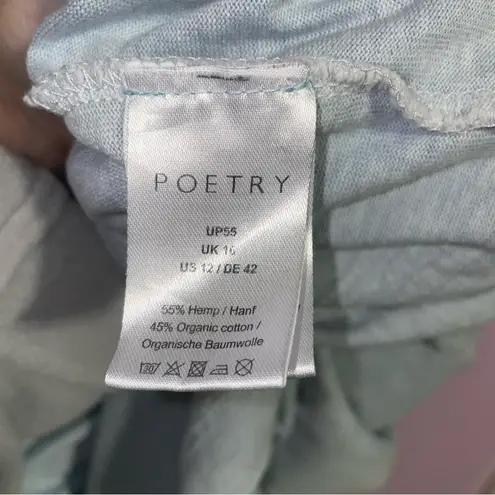 POETRY
UP55
UK 16
US 12 / DE 42
55% Hemp / Hanf
45% Organic cotton /
Organische Baumwolle